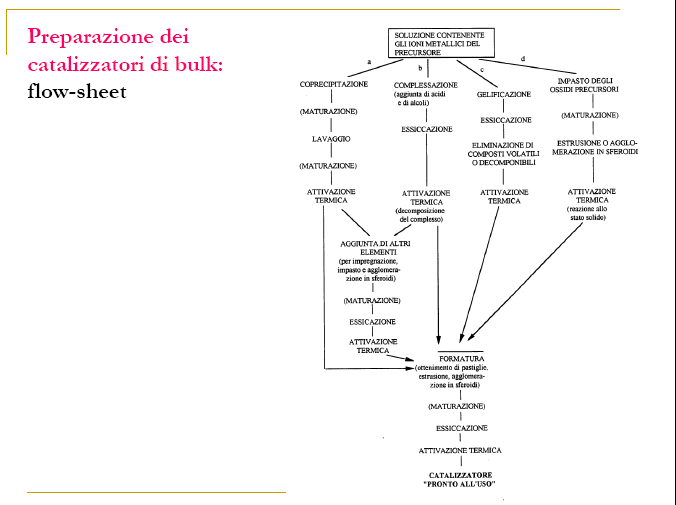 Preparazione dei
catalizzatori di bulk:
flow-sheet
SOLUZIONE CONTENENTE
GLI IONI METALLICI DEL
PRECURSORE
a
b
c
d
COPRECIPITAZIONE
(MATURAZIONE)
LAVAGGIO
(MATURAZIONE)
ATTIVAZIONE
TERMICA
COMPLESSAZIONE
(aggiunta di acidi
e di alcoli)
ESSICCAZIONE
ATTIVAZIONE
TERMICA
(decomposizione
del complesso)
GELIFICAZIONE
ESSICCAZIONE
ELIMINAZIONE DI
COMPOSTI VOLATILI
O DECOMPONIBILI
ATTIVAZIONE
TERMICA
IMPASTO DEGLI
OSSIDI PRECURSORI
(MATURAZIONE)
ESTRUSIONE O AGGLO-
MERAZIONE IN SFEROIDI
ATTIVAZIONE
TERMICA
(reazione allo
stato solido)
AGGIUNTA DI ALTRI
ELEMENTI
(per impregnazione,
impasto e agglomera-
zione in sferoidi)
(MATURAZIONE)
ESSICAZIONE
ATTIVAZIONE
TERMICA
FORMATURA
(ottenimento di pastiglie,
estrusione, agglomera-
zione in sferoidi)
(MATURAZIONE)
ESSICCAZIONE
ATTIVAZIONE TERMICA
CATALIZZATORE
"PRONTO ALL'USO"